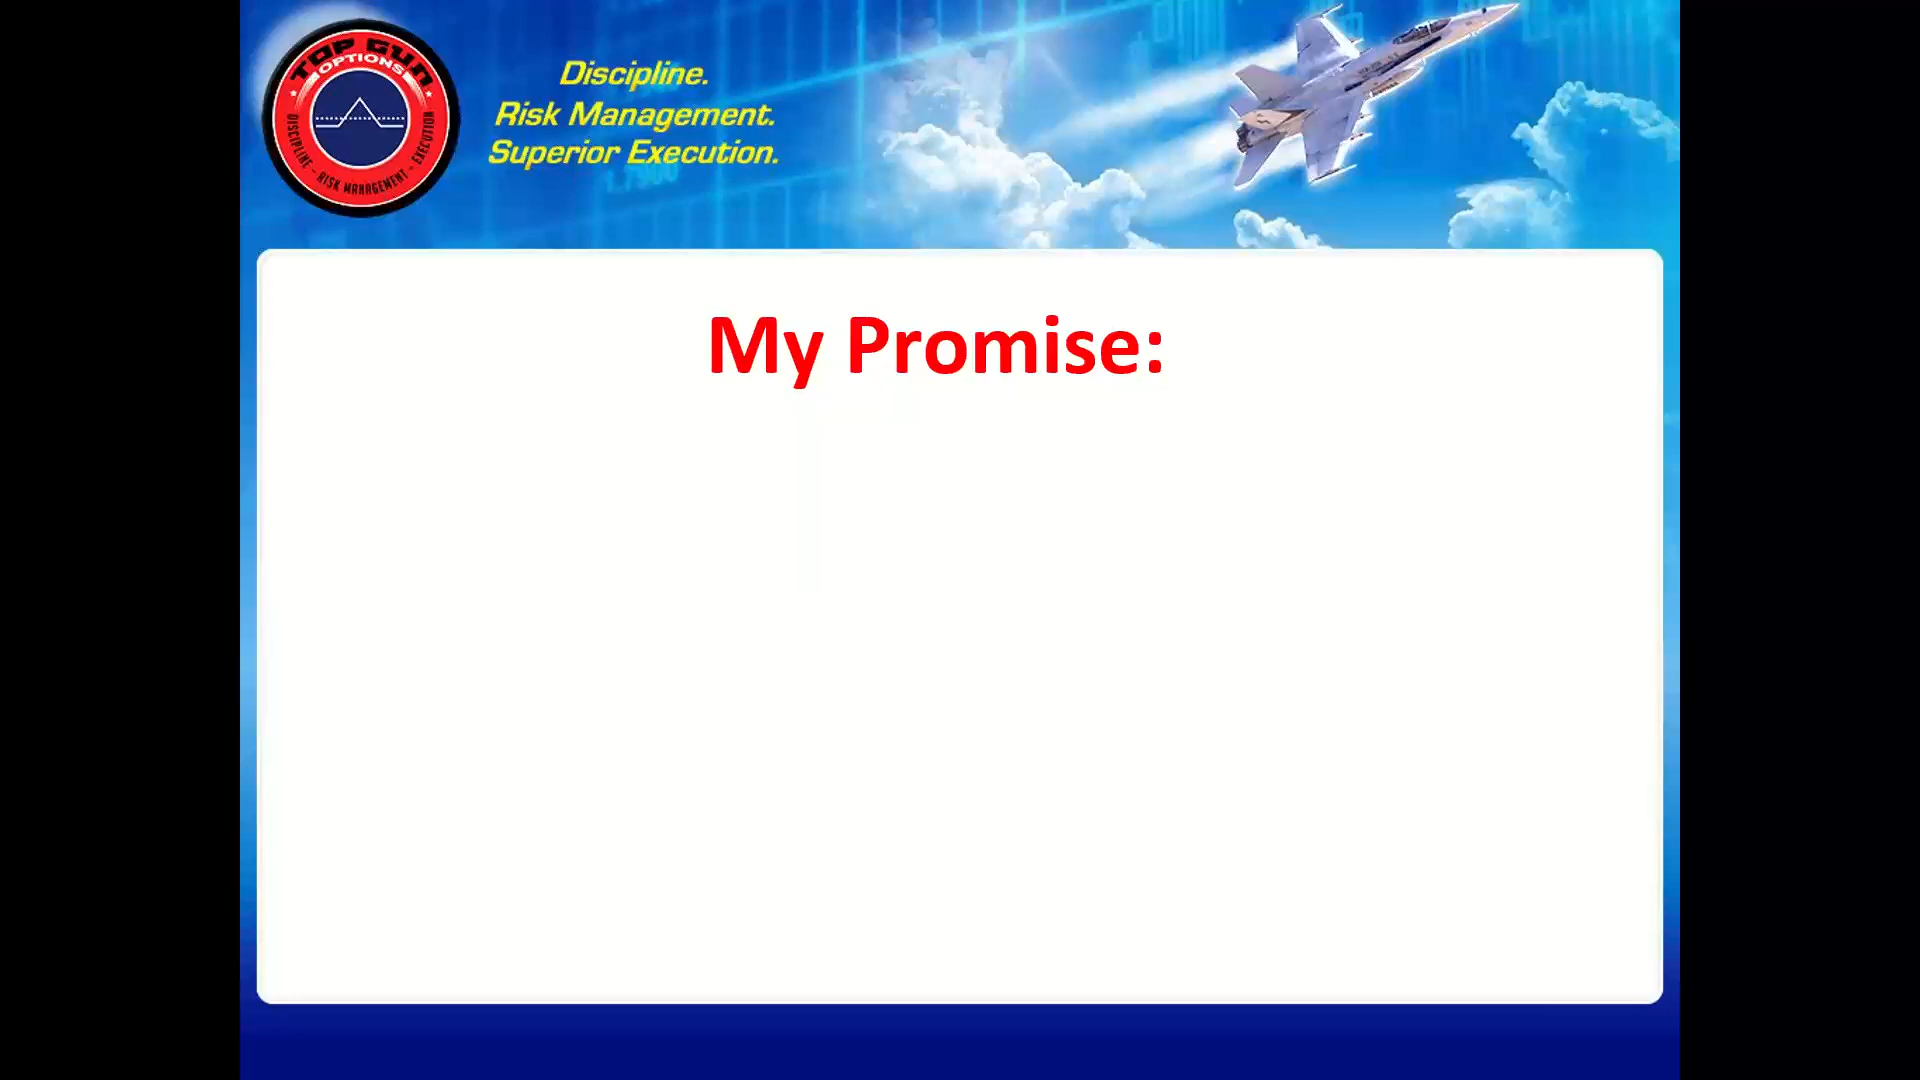 TOP GUN
OPTIONS
DISCIPLINE - RISK MANAGEMENT - EXECUTION
Discipline.
Risk Management.
Superior Execution.
My Promise: